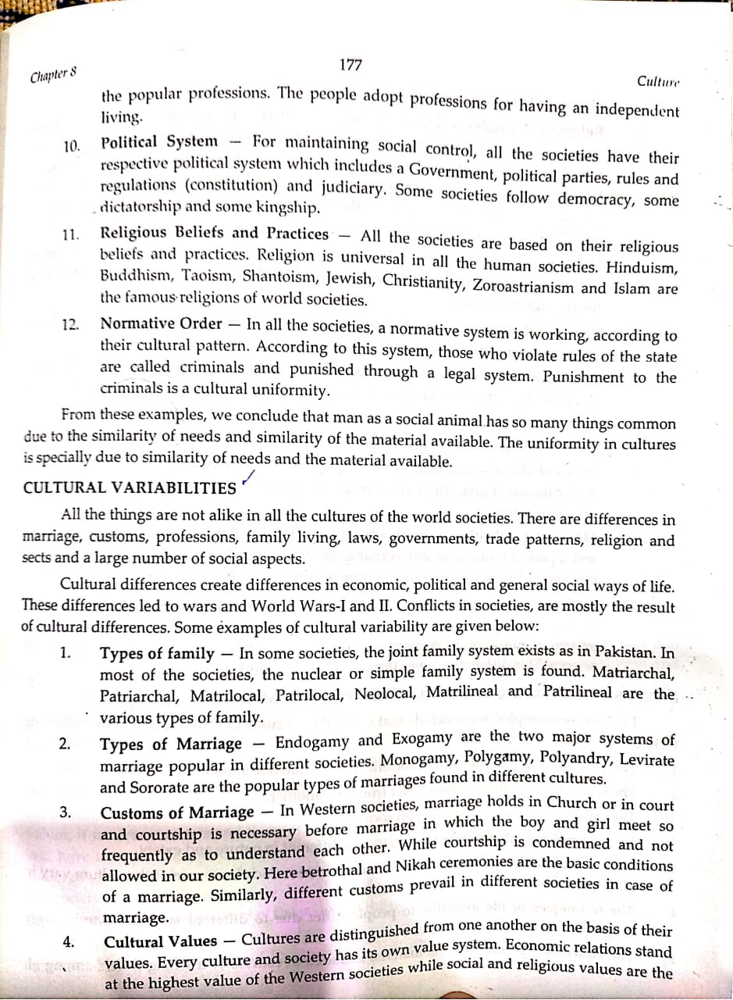 Chapter 8
177
Culture
the popular professions. The people adopt professions for having an independent
living.
10. Political System — For maintaining social control, all the societies have their
respective political system which includes a Government, political parties, rules and
regulations (constitution) and judiciary. Some societies follow democracy, some
dictatorship and some kingship.
11. Religious Beliefs and Practices — All the societies are based on their religious
beliefs and practices. Religion is universal in all the human societies. Hinduism,
Buddhism, Taoism, Shantoism, Jewish, Christianity, Zoroastrianism and Islam are
the famous religions of world societies.
12. Normative Order — In all the societies, a normative system is working, according to
their cultural pattern. According to this system, those who violate rules of the state
are called criminals and punished through a legal system. Punishment to the
criminals is a cultural uniformity.
From these examples, we conclude that man as a social animal has so many things common
due to the similarity of needs and similarity of the material available. The uniformity in cultures
is specially due to similarity of needs and the material available.
CULTURAL VARIABILITIES
All the things are not alike in all the cultures of the world societies. There are differences in
marriage, customs, professions, family living, laws, governments, trade patterns, religion and
sects and a large number of social aspects.
Cultural differences create differences in economic, political and general social ways of life.
These differences led to wars and World Wars-I and II. Conflicts in societies, are mostly the result
of cultural differences. Some examples of cultural variability are given below:
1. Types of family — In some societies, the joint family system exists as in Pakistan. In
most of the societies, the nuclear or simple family system is found. Matriarchal,
Patriarchal, Matrilocal, Patrilocal, Neolocal, Matrilineal and Patrilineal are the
various types of family.
2. Types of Marriage — Endogamy and Exogamy are the two major systems of
marriage popular in different societies. Monogamy, Polygamy, Polyandry, Levirate
and Sororate are the popular types of marriages found in different cultures.
3. Customs of Marriage — In Western societies, marriage holds in Church or in court
and courtship is necessary before marriage in which the boy and girl meet so
frequently as to understand each other. While courtship is condemned and not
allowed in our society. Here betrothal and Nikah ceremonies are the basic conditions
of a marriage. Similarly, different customs prevail in different societies in case of
marriage.
4. Cultural Values — Cultures are distinguished from one another on the basis of their
values. Every culture and society has its own value system. Economic relations stand
at the highest value of the Western societies while social and religious values are the